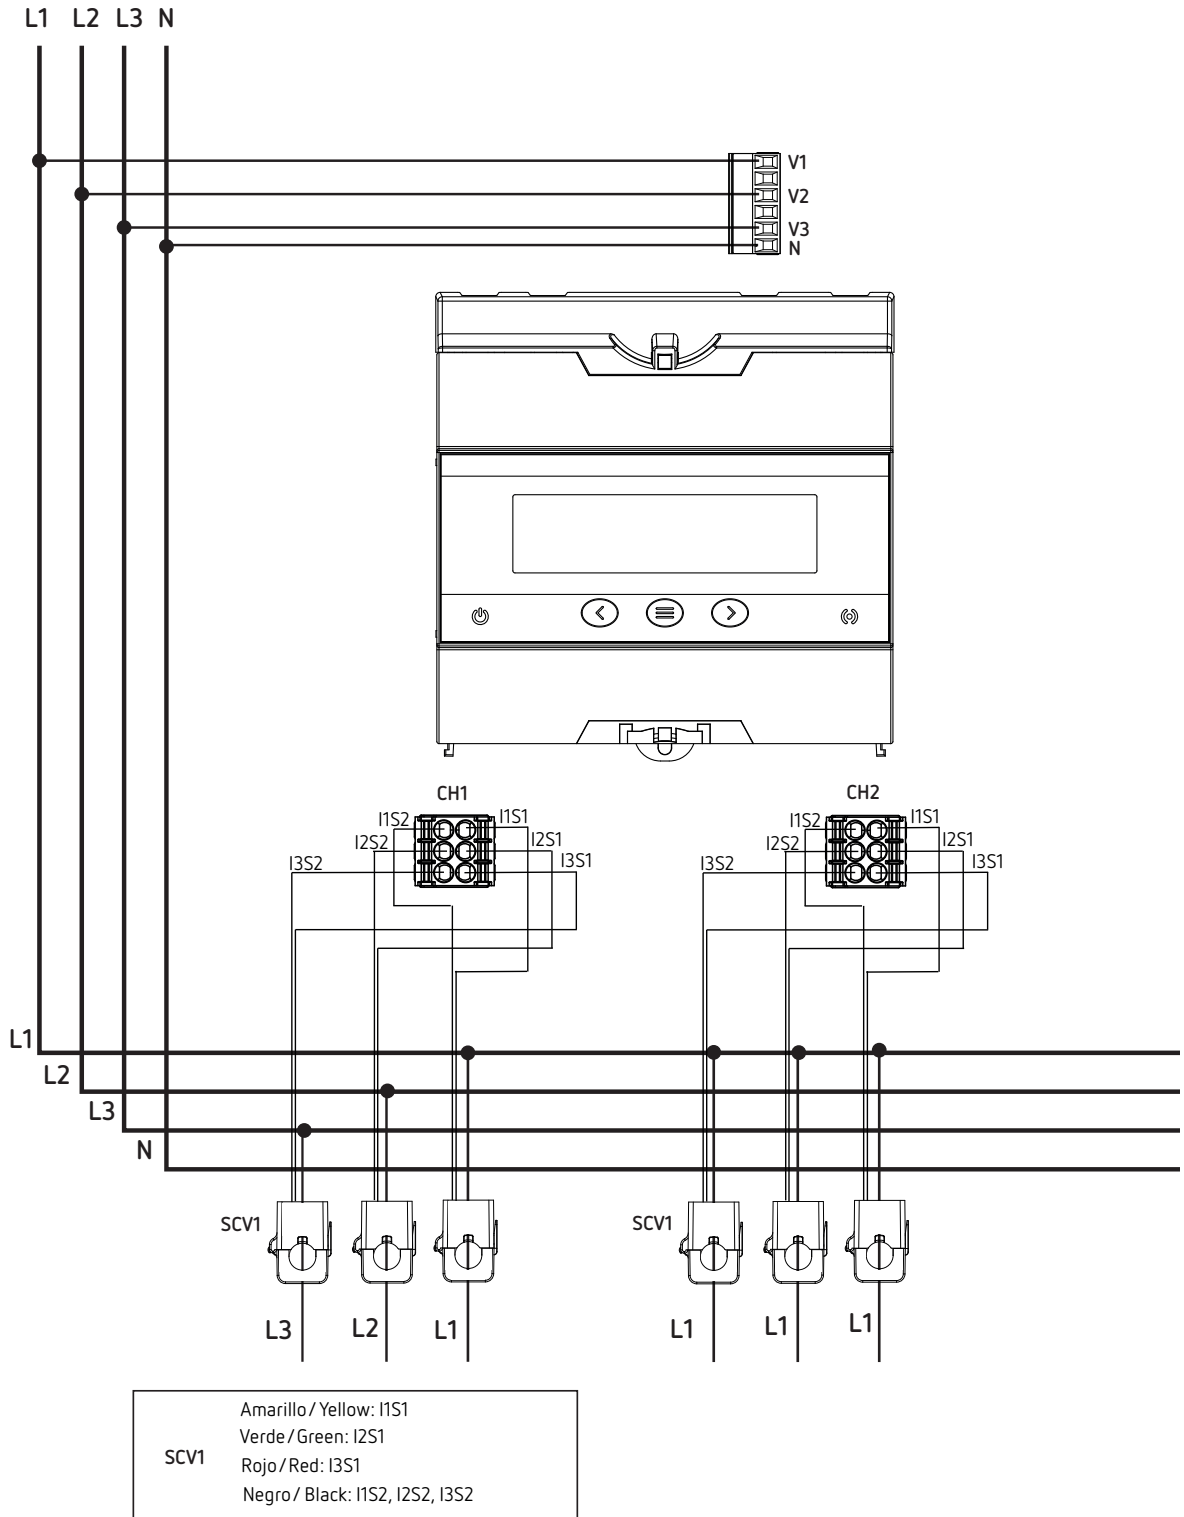 L1 L2 L3 N
V1
V2
V3
N
CH1
CH2
I1S2 I1S1
I2S2 I2S1
I3S2 I3S1
I1S2 I1S1
I2S2 I2S1
I3S2 I3S1
L1
L2
L3
N
SCV1
SCV1
L3 L2 L1
L1 L1 L1
SCV1
Amarillo / Yellow: I1S1
Verde / Green: I2S1
Rojo / Red: I3S1
Negro / Black: I1S2, I2S2, I3S2